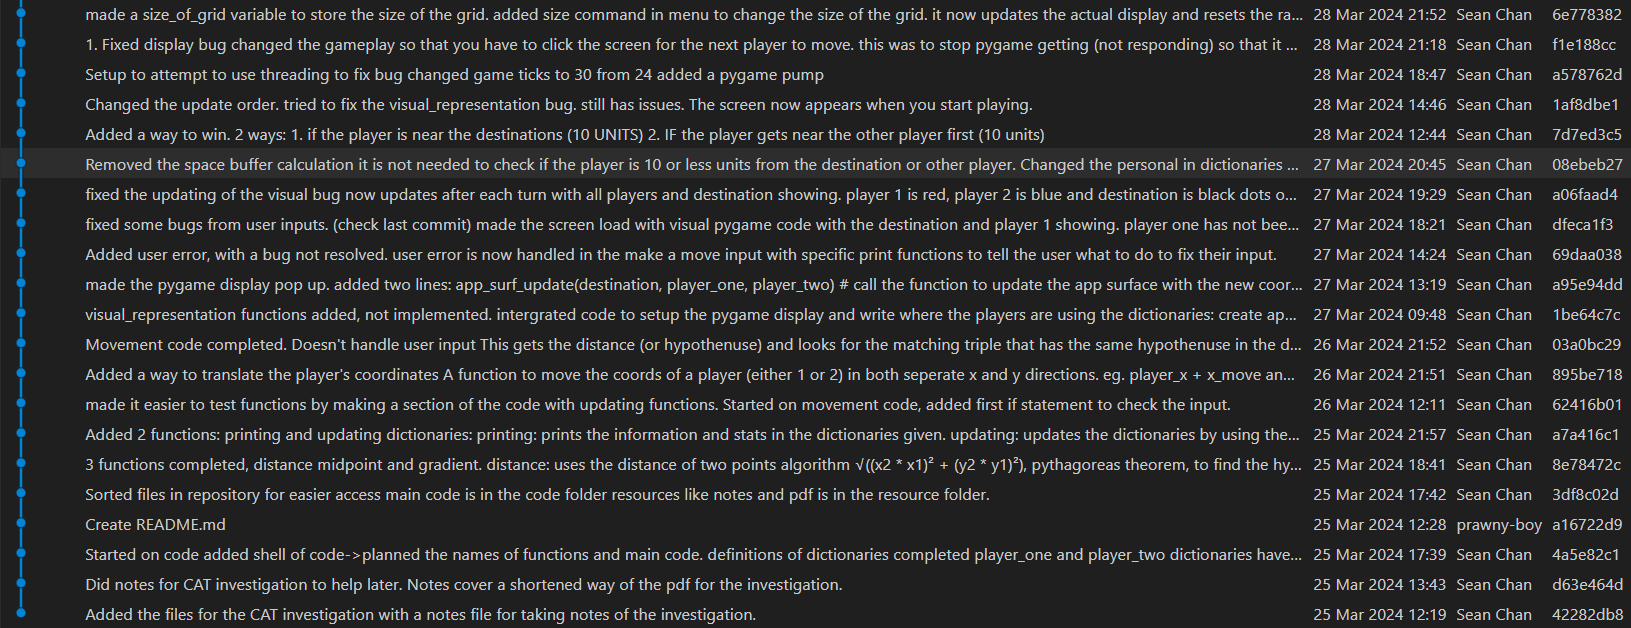 made a size_of_grid variable to store the size of the grid. added size command in menu to change the size of the grid. it now updates the actual display and resets the ra... 28 Mar 2024 21:52 Sean Chan 6e778382
1. Fixed display bug changed the gameplay so that you have to click the screen for the next player to move. this was to stop pygame getting (not responding) so that it ... 28 Mar 2024 21:18 Sean Chan f1e188cc
Setup to attempt to use threading to fix bug changed game ticks to 30 from 24 added a pygame pump 28 Mar 2024 18:47 Sean Chan a578762d
Changed the update order. tried to fix the visual_representation bug. still has issues. The screen now appears when you start playing. 28 Mar 2024 14:46 Sean Chan 1af8dbe1
Added a way to win. 2 ways: 1. if the player is near the destinations (10 UNITS) 2. IF the player gets near the other player first (10 units) 28 Mar 2024 12:44 Sean Chan 7d7ed3c5
Removed the space buffer calculation it is not needed to check if the player is 10 or less units from the destination or other player. Changed the personal in dictionaries ... 27 Mar 2024 20:45 Sean Chan 08ebeb27
fixed the updating of the visual bug now updates after each turn with all players and destination showing. player 1 is red, player 2 is blue and destination is black dots o... 27 Mar 2024 19:29 Sean Chan a06faad4
fixed some bugs from user inputs. (check last commit) made the screen load with visual pygame code with the destination and player 1 showing. player one has not bee... 27 Mar 2024 18:21 Sean Chan dfeca1f3
Added user error, with a bug not resolved. user error is now handled in the make a move input with specific print functions to tell the user what to do to fix their input. 27 Mar 2024 14:24 Sean Chan 69daa038
made the pygame display pop up. added two lines: app_surf_update(destination, player_one, player_two) # call the function to update the app surface with the new coor... 27 Mar 2024 13:19 Sean Chan a95e94dd
visual_representation functions added, not implemented. intergrated code to setup the pygame display and write where the players are using the dictionaries: create ap... 27 Mar 2024 09:48 Sean Chan 1be64c7c
Movement code completed. Doesn't handle user input This gets the distance (or hypothenuse) and looks for the matching triple that has the same hypothenuse in the d... 26 Mar 2024 21:52 Sean Chan 03a0bc29
Added a way to translate the player's coordinates A function to move the coords of a player (either 1 or 2) in both seperate x and y directions. eg. player_x + x_move an... 26 Mar 2024 21:51 Sean Chan 895be718
made it easier to test functions by making a section of the code with updating functions. Started on movement code, added first if statement to check the input. 26 Mar 2024 12:11 Sean Chan 62416b01
Added 2 functions: printing and updating dictionaries: printing: prints the information and stats in the dictionaries given. updating: updates the dictionaries by using the... 25 Mar 2024 21:57 Sean Chan a7a416c1
3 functions completed, distance midpoint and gradient. distance: uses the distance of two points algorithm √((x2 * x1)² + (y2 * y1)²), pythagoreas theorem, to find the hy... 25 Mar 2024 18:41 Sean Chan 8e78472c
Sorted files in repository for easier access main code is in the code folder resources like notes and pdf is in the resource folder. 25 Mar 2024 17:42 Sean Chan 3df8c02d
Create README.md 25 Mar 2024 12:28 prawny-boy a16722d9
Started on code added shell of code->planned the names of functions and main code. definitions of dictionaries completed player_one and player_two dictionaries have... 25 Mar 2024 17:39 Sean Chan 4a5e82c1
Did notes for CAT investigation to help later. Notes cover a shortened way of the pdf for the investigation. 25 Mar 2024 13:43 Sean Chan d63e464d
Added the files for the CAT investigation with a notes file for taking notes of the investigation. 25 Mar 2024 12:19 Sean Chan 42282db8